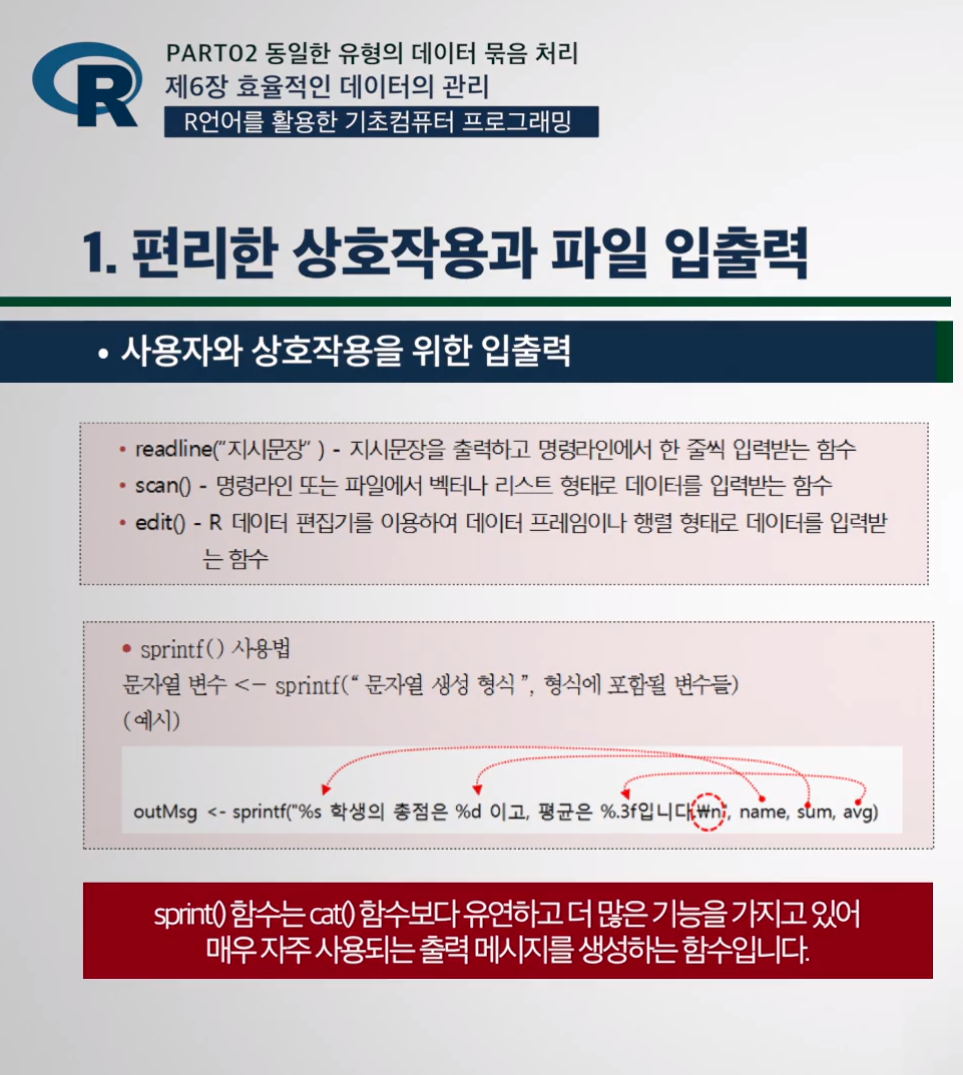 R
PART02 동일한 유형의 데이터 묶음 처리
제6장 효율적인 데이터의 관리
R언어를 활용한 기초컴퓨터 프로그래밍
1. 편리한 상호작용과 파일 입출력
• 사용자와 상호작용을 위한 입출력
• readline("지시문장" ) - 지시문장을 출력하고 명령라인에서 한 줄씩 입력받는 함수
• scan() - 명령라인 또는 파일에서 벡터나 리스트 형태로 데이터를 입력받는 함수
• edit() - R 데이터 편집기를 이용하여 데이터 프레임이나 행렬 형태로 데이터를 입력받
는 함수
• sprintf() 사용법
문자열 변수 <- sprintf(“ 문자열 생성 형식 ”, 형식에 포함될 변수들)
(예시)
outMsg <- sprintf("%s 학생의 총점은 %d 이고, 평균은 %.3f입니다.₩n", name, sum, avg)
sprint() 함수는 cat() 함수보다 유연하고 더 많은 기능을 가지고 있어
매우 자주 사용되는 출력 메시지를 생성하는 함수입니다.